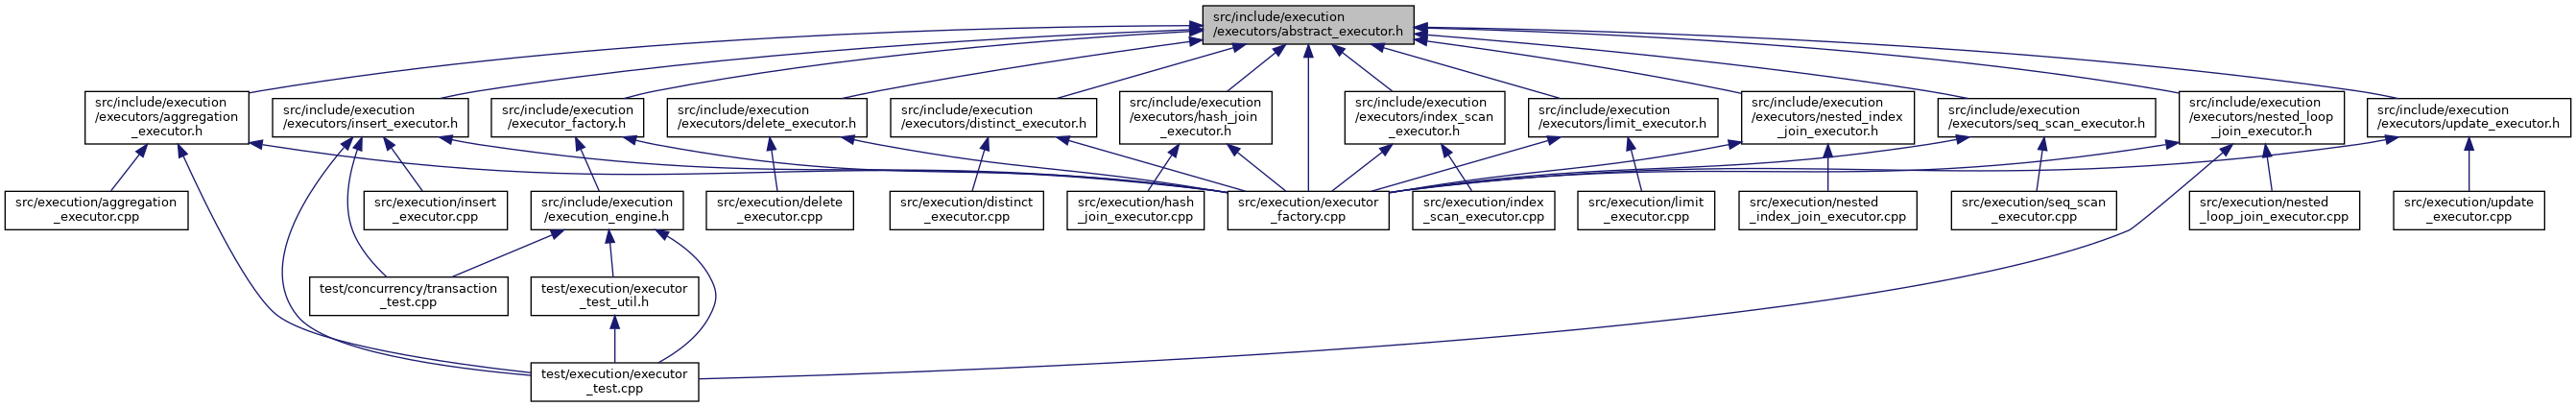 src/include/execution
/executors/abstract_executor.h
src/include/execution
/executors/aggregation
_executor.h
src/include/execution
/executors/insert_executor.h
src/include/execution
/executor_factory.h
src/include/execution
/executors/delete_executor.h
src/include/execution
/executors/distinct_executor.h
src/include/execution
/executors/hash_join
_executor.h
src/include/execution
/executors/index_scan
_executor.h
src/include/execution
/executors/limit_executor.h
src/include/execution
/executors/nested_index
_join_executor.h
src/include/execution
/executors/seq_scan_executor.h
src/include/execution
/executors/nested_loop
_join_executor.h
src/include/execution
/executors/update_executor.h
src/execution/aggregation
_executor.cpp
src/execution/insert
_executor.cpp
src/include/execution
/execution_engine.h
src/execution/delete
_executor.cpp
src/execution/distinct
_executor.cpp
src/execution/hash
_join_executor.cpp
src/execution/executor
_factory.cpp
src/execution/index
_scan_executor.cpp
src/execution/limit
_executor.cpp
src/execution/nested
_index_join_executor.cpp
src/execution/seq_scan
_executor.cpp
src/execution/nested
_loop_join_executor.cpp
src/execution/update
_executor.cpp
test/concurrency/transaction
_test.cpp
test/execution/executor
_test_util.h
test/execution/executor
_test.cpp